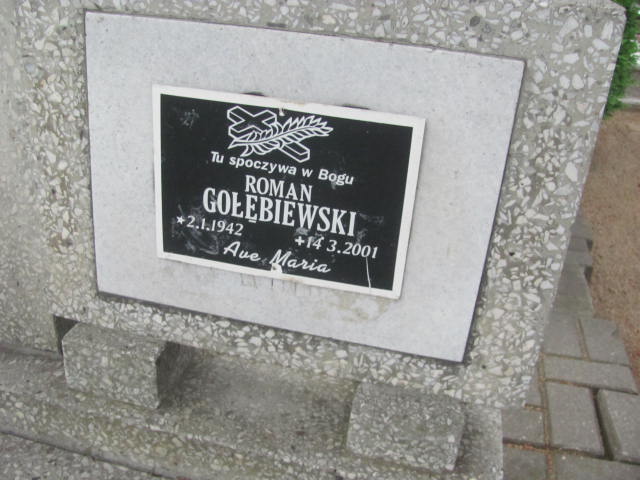 Tu spoczywa w Bogu
ROMAN
GOŁĘBIEWSKI
*2.1.1942 +14.3.2001
Ave Maria